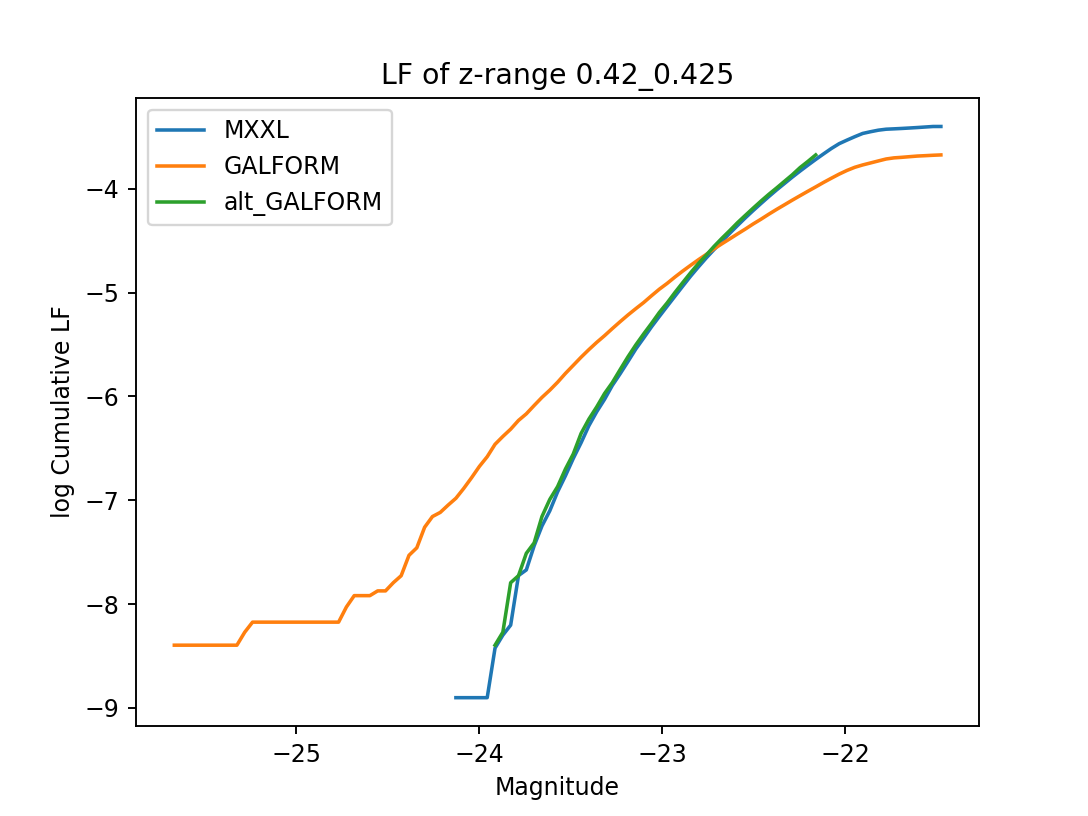 LF of z-range 0.42_0.425
MXXL
GALFORM
alt_GALFORM
−4
−5
−6
−7
−8
−9
log Cumulative LF
−25
−24
−23
−22
Magnitude